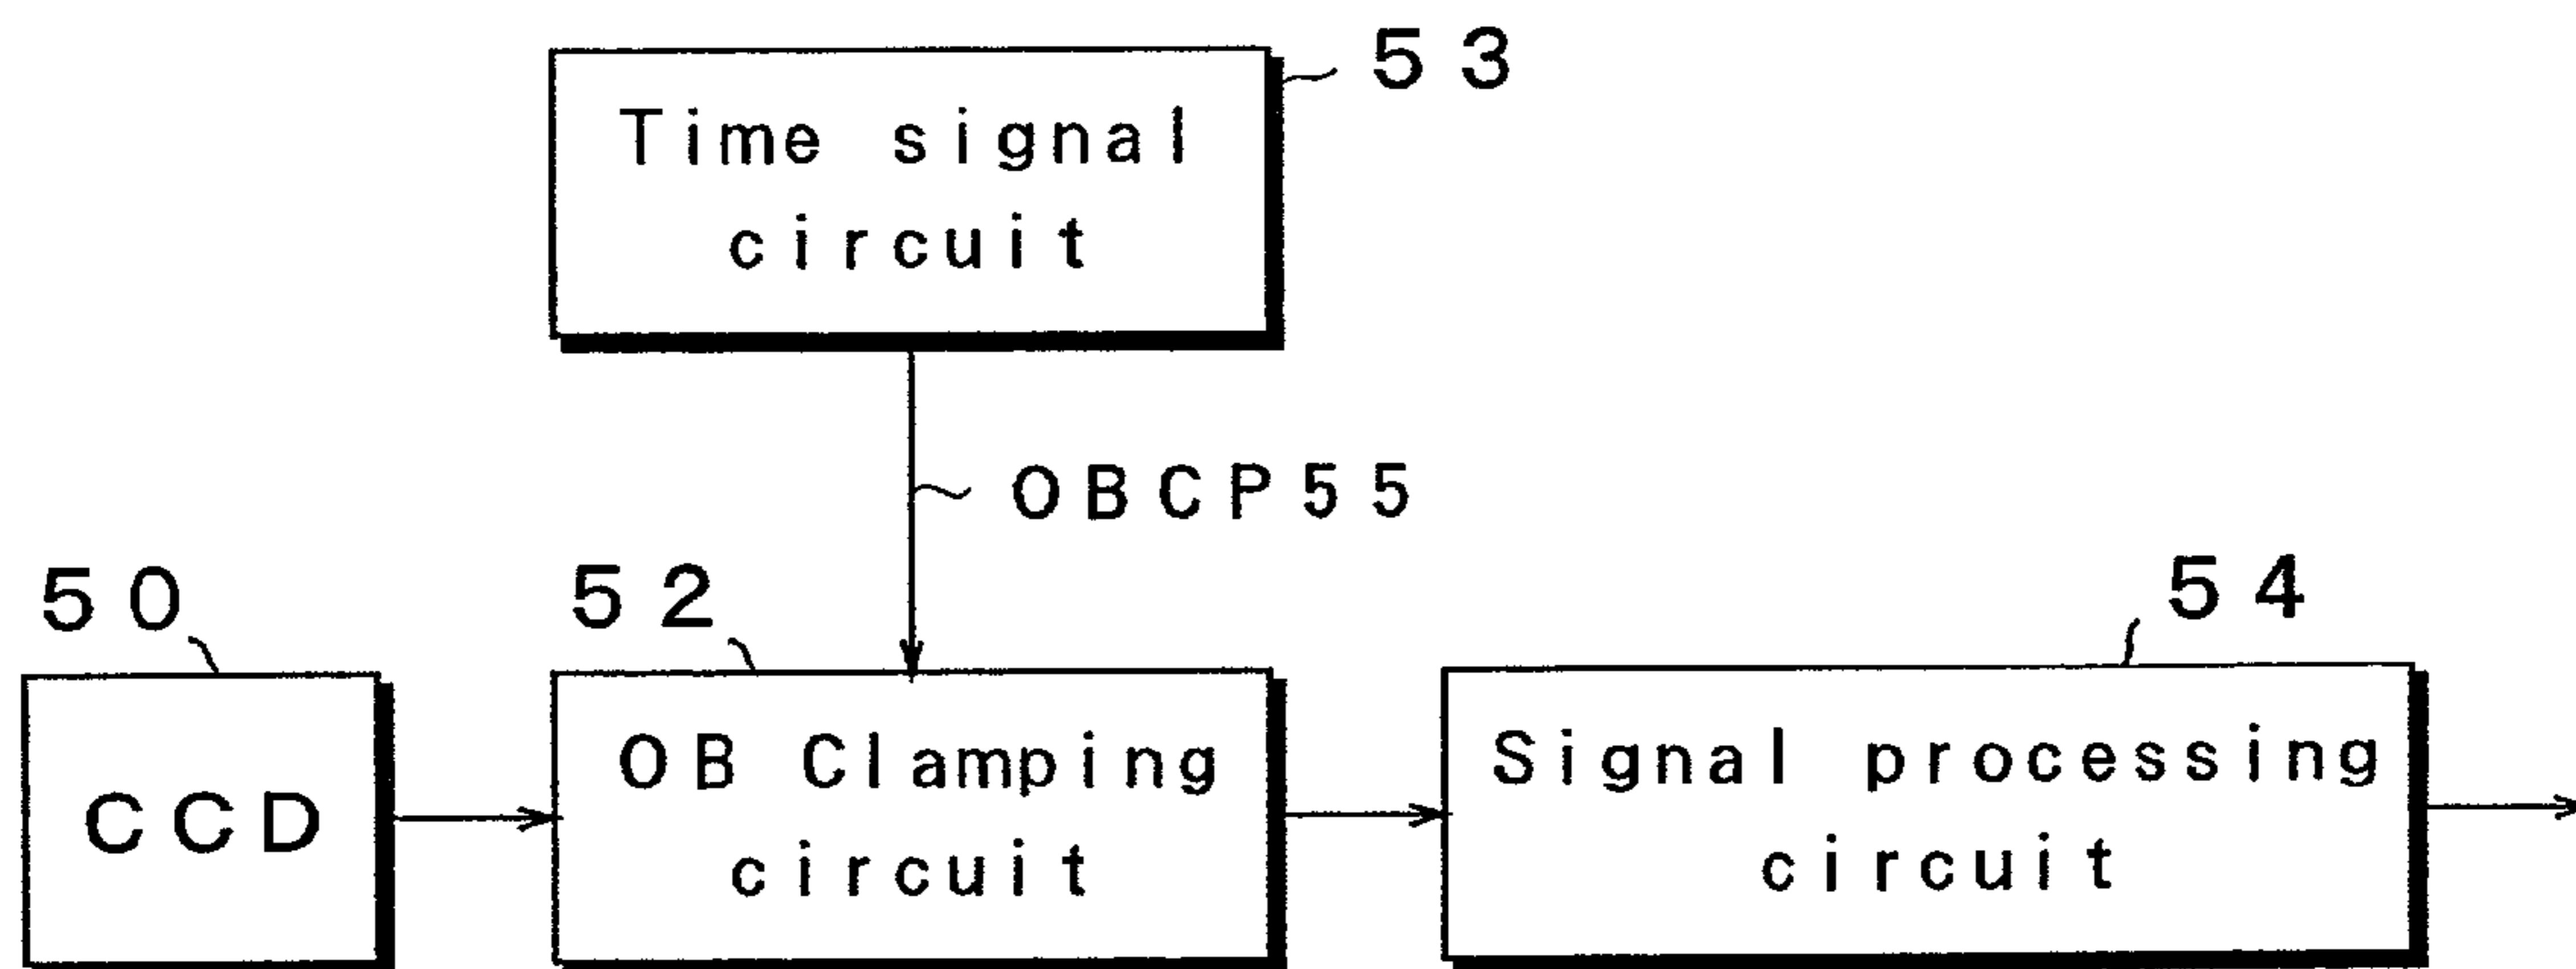 53
Time signal
circuit
OBCP55
50
52
54
CCD
OB Clamping
circuit
Signal processing
circuit